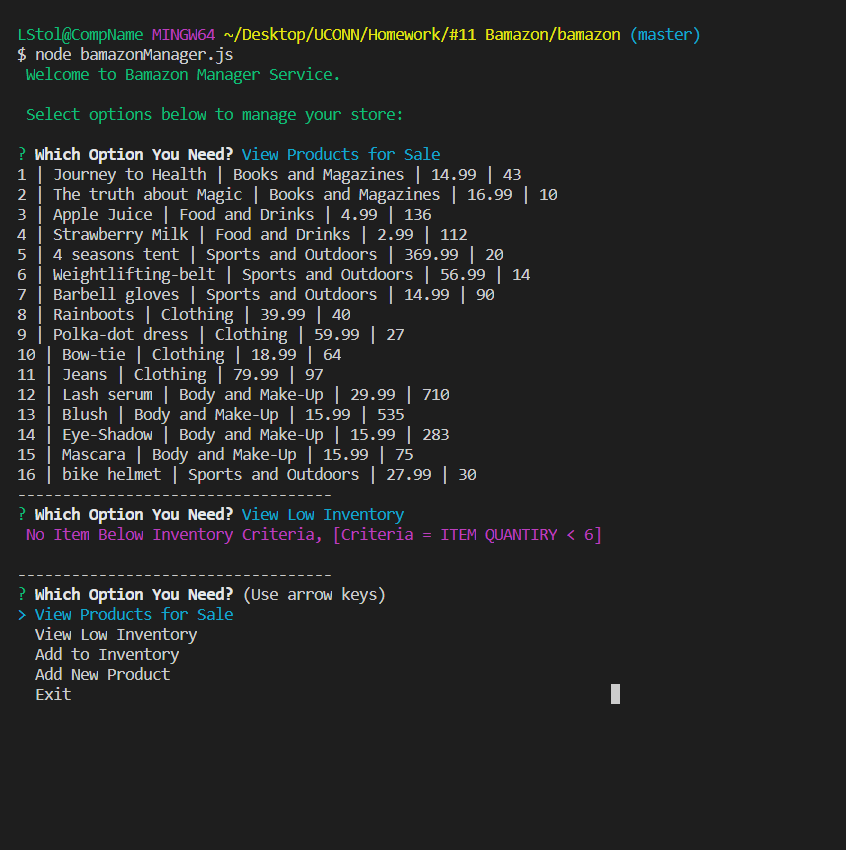 LStol@CompName MINGW64 ~/Desktop/UCONN/Homework/#11 Bamazon/bamazon (master)
$ node bamazonManager.js
Welcome to Bamazon Manager Service.
Select options below to manage your store:
? Which Option You Need? View Products for Sale
1 | Journey to Health | Books and Magazines | 14.99 | 43
2 | The truth about Magic | Books and Magazines | 16.99 | 10
3 | Apple Juice | Food and Drinks | 4.99 | 136
4 | Strawberry Milk | Food and Drinks | 2.99 | 112
5 | 4 seasons tent | Sports and Outdoors | 369.99 | 20
6 | Weightlifting-belt | Sports and Outdoors | 56.99 | 14
7 | Barbell gloves | Sports and Outdoors | 14.99 | 90
8 | Rainboots | Clothing | 39.99 | 40
9 | Polka-dot dress | Clothing | 59.99 | 27
10 | Bow-tie | Clothing | 18.99 | 64
11 | Jeans | Clothing | 79.99 | 97
12 | Lash serum | Body and Make-Up | 29.99 | 710
13 | Blush | Body and Make-Up | 15.99 | 535
14 | Eye-Shadow | Body and Make-Up | 15.99 | 283
15 | Mascara | Body and Make-Up | 15.99 | 75
16 | bike helmet | Sports and Outdoors | 27.99 | 30
-----------------------------------
? Which Option You Need? View Low Inventory
No Item Below Inventory Criteria, [Criteria = ITEM QUANTIRY < 6]
-----------------------------------
? Which Option You Need? (Use arrow keys)
> View Products for Sale
View Low Inventory
Add to Inventory
Add New Product
Exit